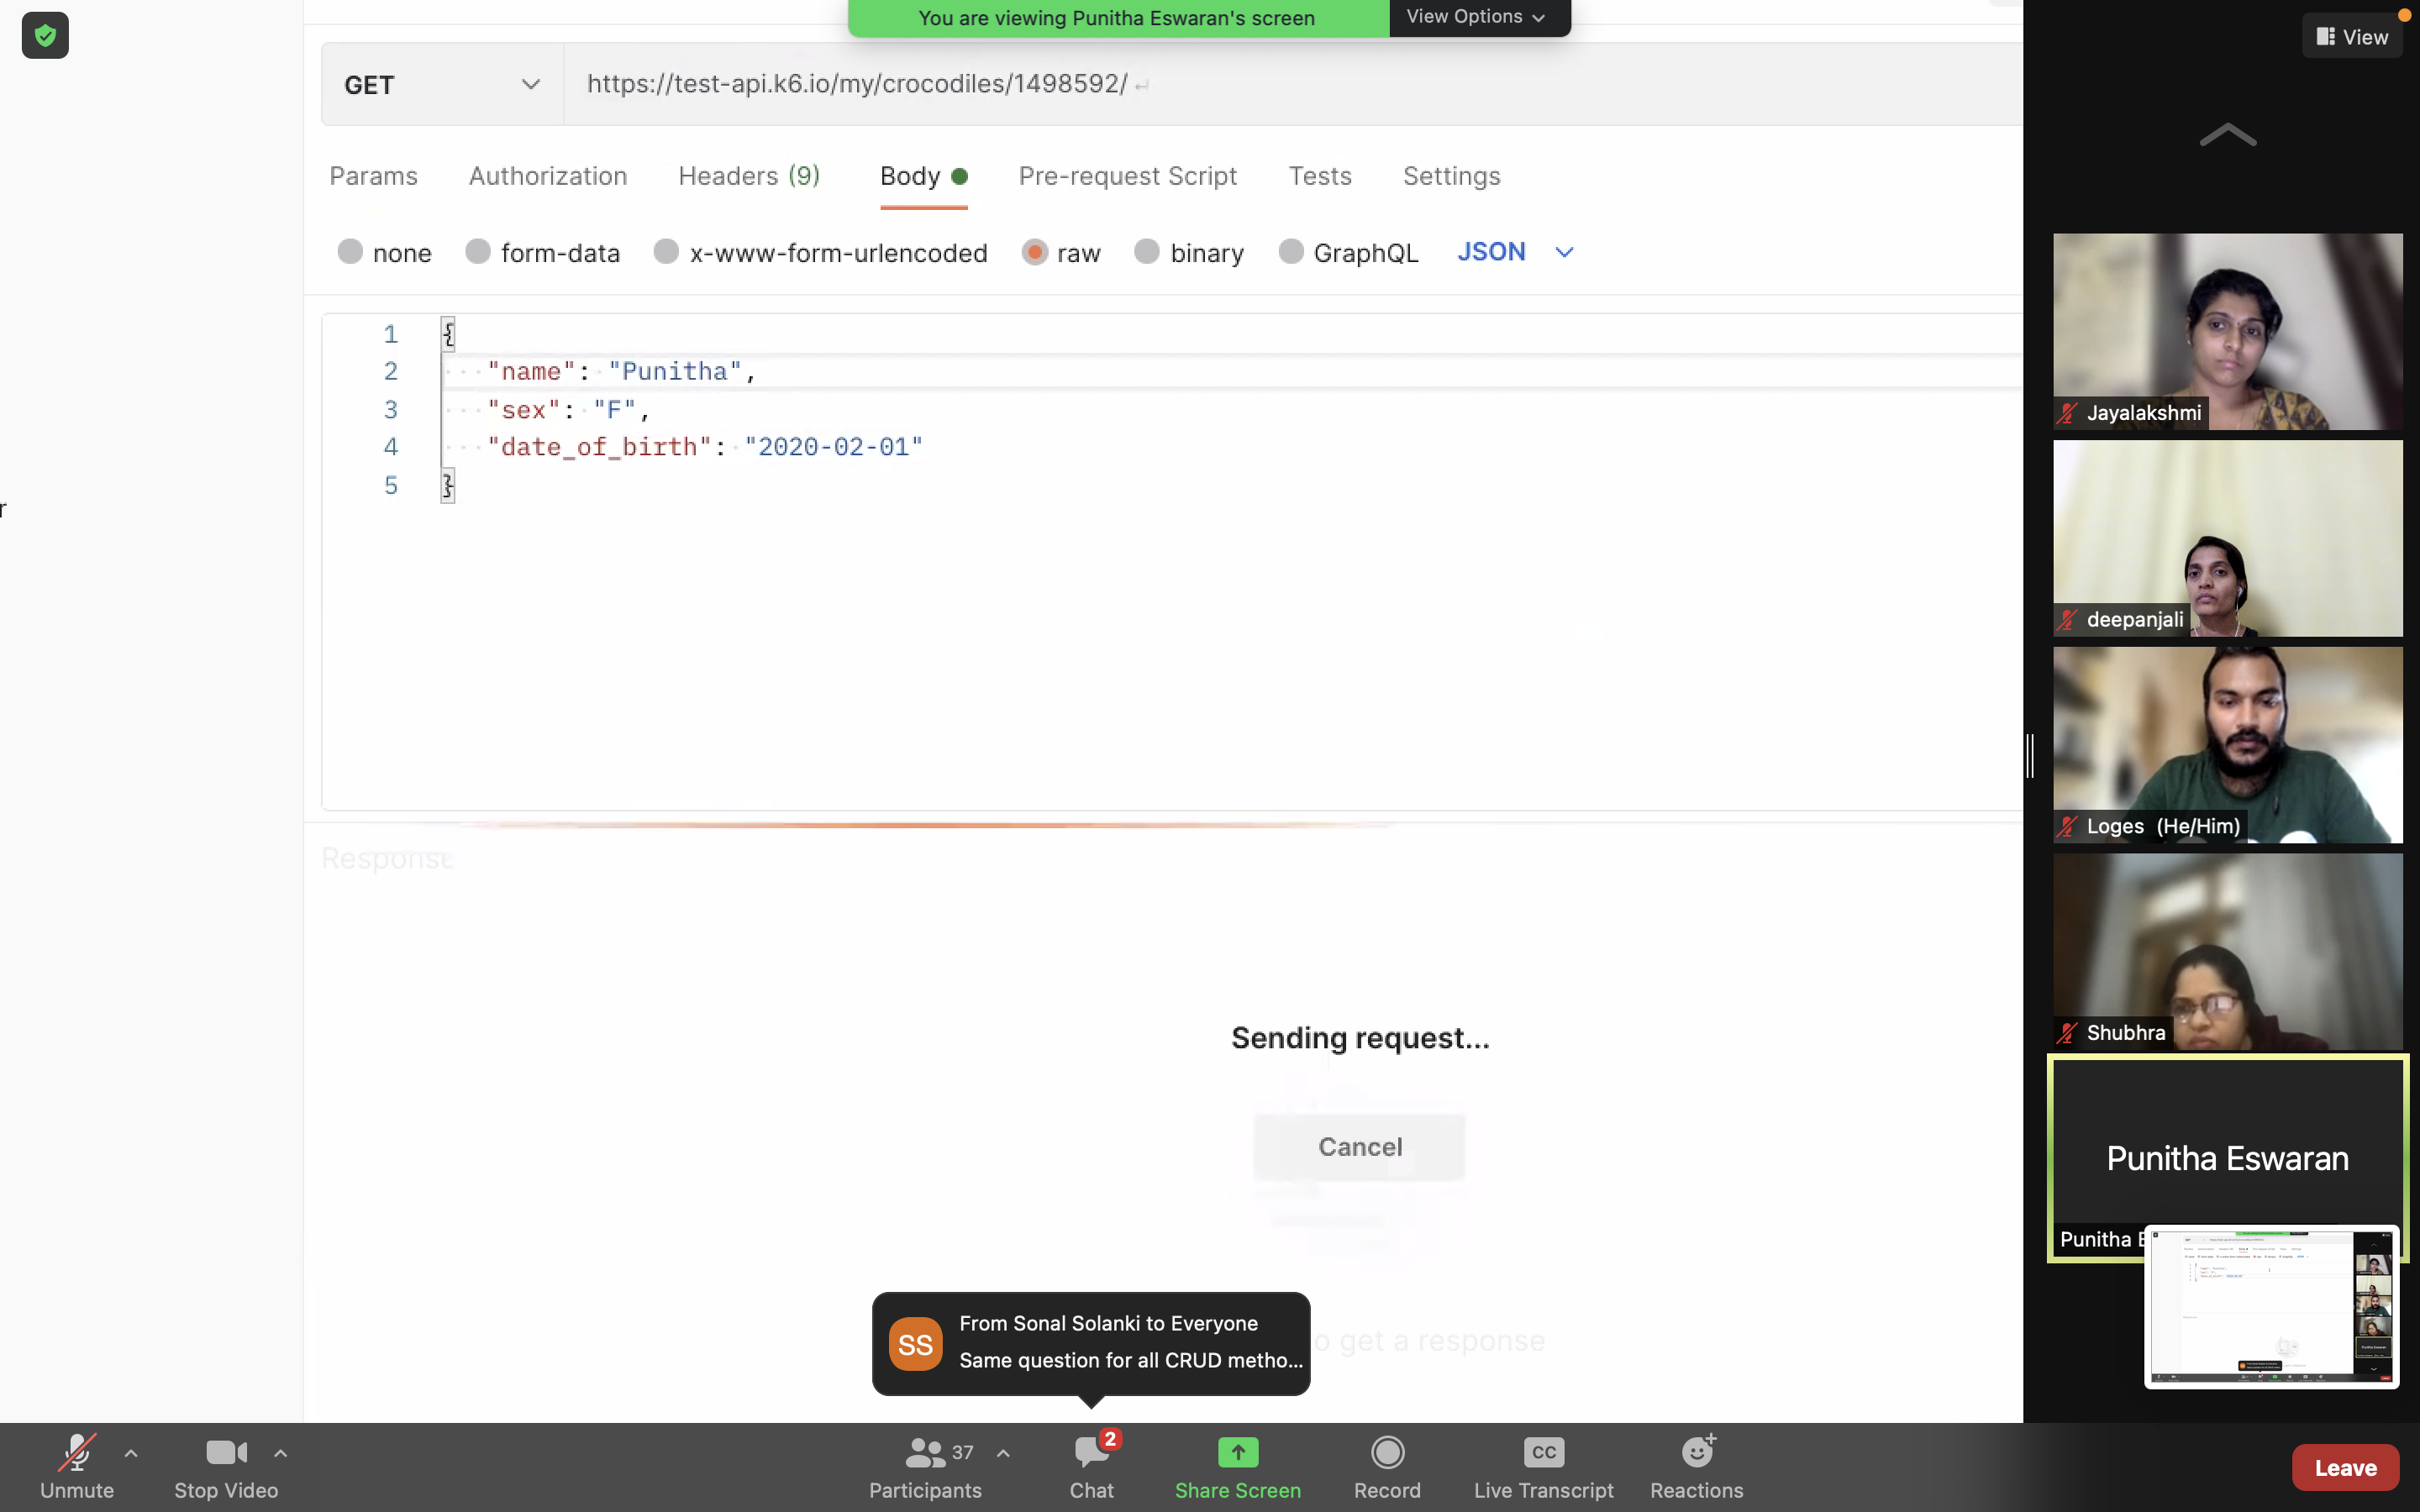 You are viewing Punitha Eswaran's screen
View Options
View
GET
https://test-api.k6.io/my/crocodiles/1498592/
Params
Authorization
Headers (9)
Body
Pre-request Script
Tests
Settings
none
form-data
x-www-form-urlencoded
raw
binary
GraphQL
JSON
1 {
2 "name": "Punitha",
3 "sex": "F",
4 "date_of_birth": "2020-02-01"
5 }
r
Response
Sending request...
Cancel
o get a response
SS
From Sonal Solanki to Everyone
Same question for all CRUD metho...
Jayalakshmi
deepanjali
Loges (He/Him)
Shubhra
Punitha Eswaran
Punitha E
Unmute
Stop Video
37
Participants
2
Chat
Share Screen
Record
CC
Live Transcript
Reactions
Leave